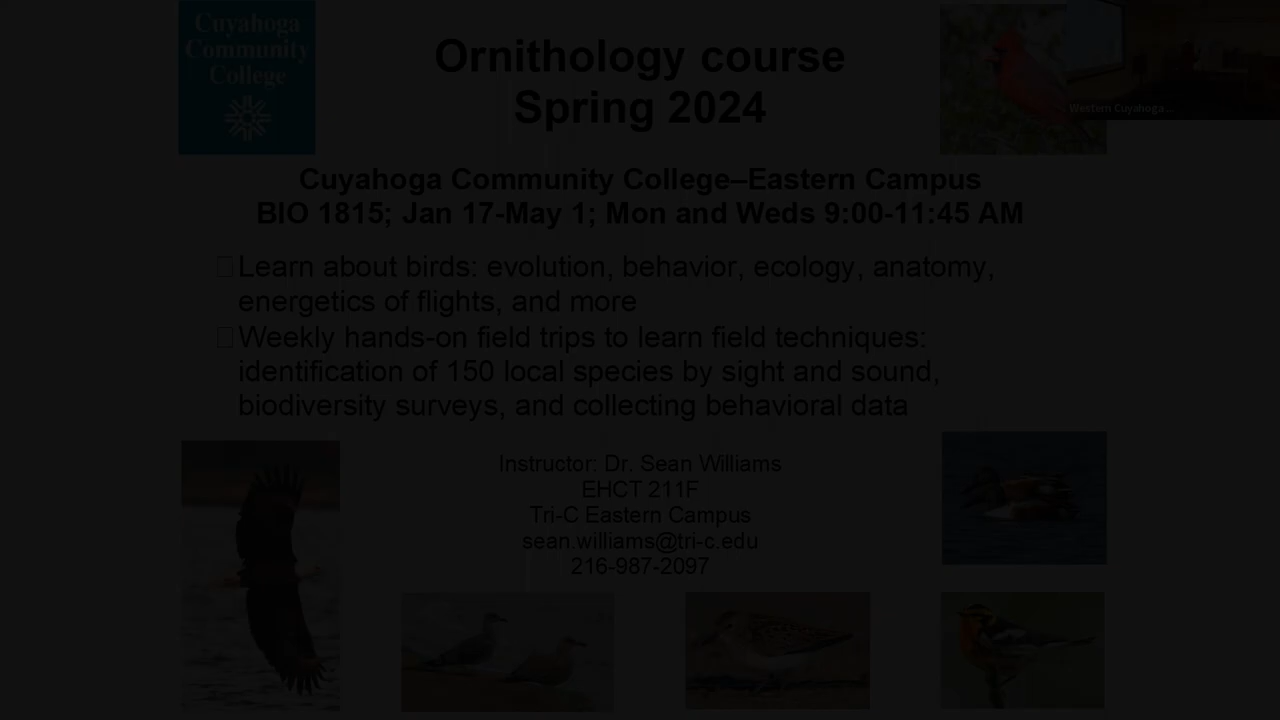 Cuyahoga
Community
College
Ornithology course
Spring 2024
Western Cuyahoga ...
Cuyahoga Community College–Eastern Campus
BIO 1815; Jan 17-May 1; Mon and Weds 9:00-11:45 AM
Learn about birds: evolution, behavior, ecology, anatomy,
energetics of flights, and more
Weekly hands-on field trips to learn field techniques:
identification of 150 local species by sight and sound,
biodiversity surveys, and collecting behavioral data
Instructor: Dr. Sean Williams
EHCT 211F
Tri-C Eastern Campus
sean.williams@tri-c.edu
216-987-2097